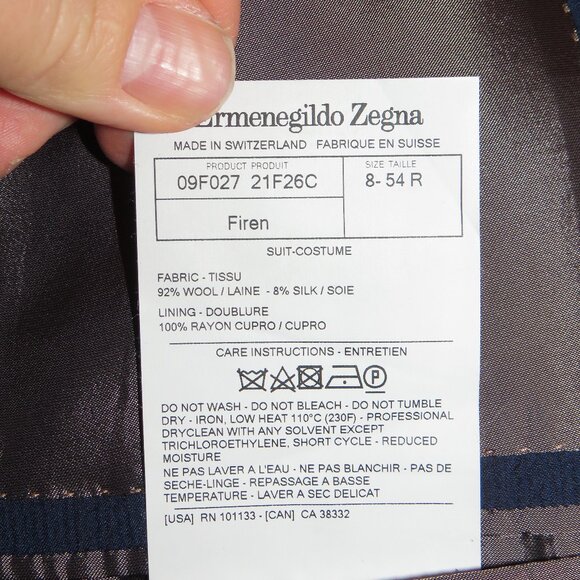 Ermenegildo Zegna
MADE IN SWITZERLAND FABRIQUE EN SUISSE
PRODUCT PRODUIT
SIZE TAILLE
09F027 21F26C
8- 54 R
Firen
SUIT-COSTUME
FABRIC - TISSU
92% WOOL / LAINE - 8% SILK / SOIE
LINING - DOUBLURE
100% RAYON CUPRO / CUPRO
CARE INSTRUCTIONS - ENTRETIEN
P
DO NOT WASH - DO NOT BLEACH - DO NOT TUMBLE
DRY - IRON, LOW HEAT 110°C (230F) - PROFESSIONAL
DRYCLEAN WITH ANY SOLVENT EXCEPT
TRICHLOROETHYLENE, SHORT CYCLE - REDUCED
MOISTURE
NE PAS LAVER A L'EAU - NE PAS BLANCHIR - PAS DE
SECHE-LINGE - REPASSAGE A BASSE
TEMPERATURE - LAVER A SEC DELICAT
[USA] RN 101133 - [CAN] CA 38332